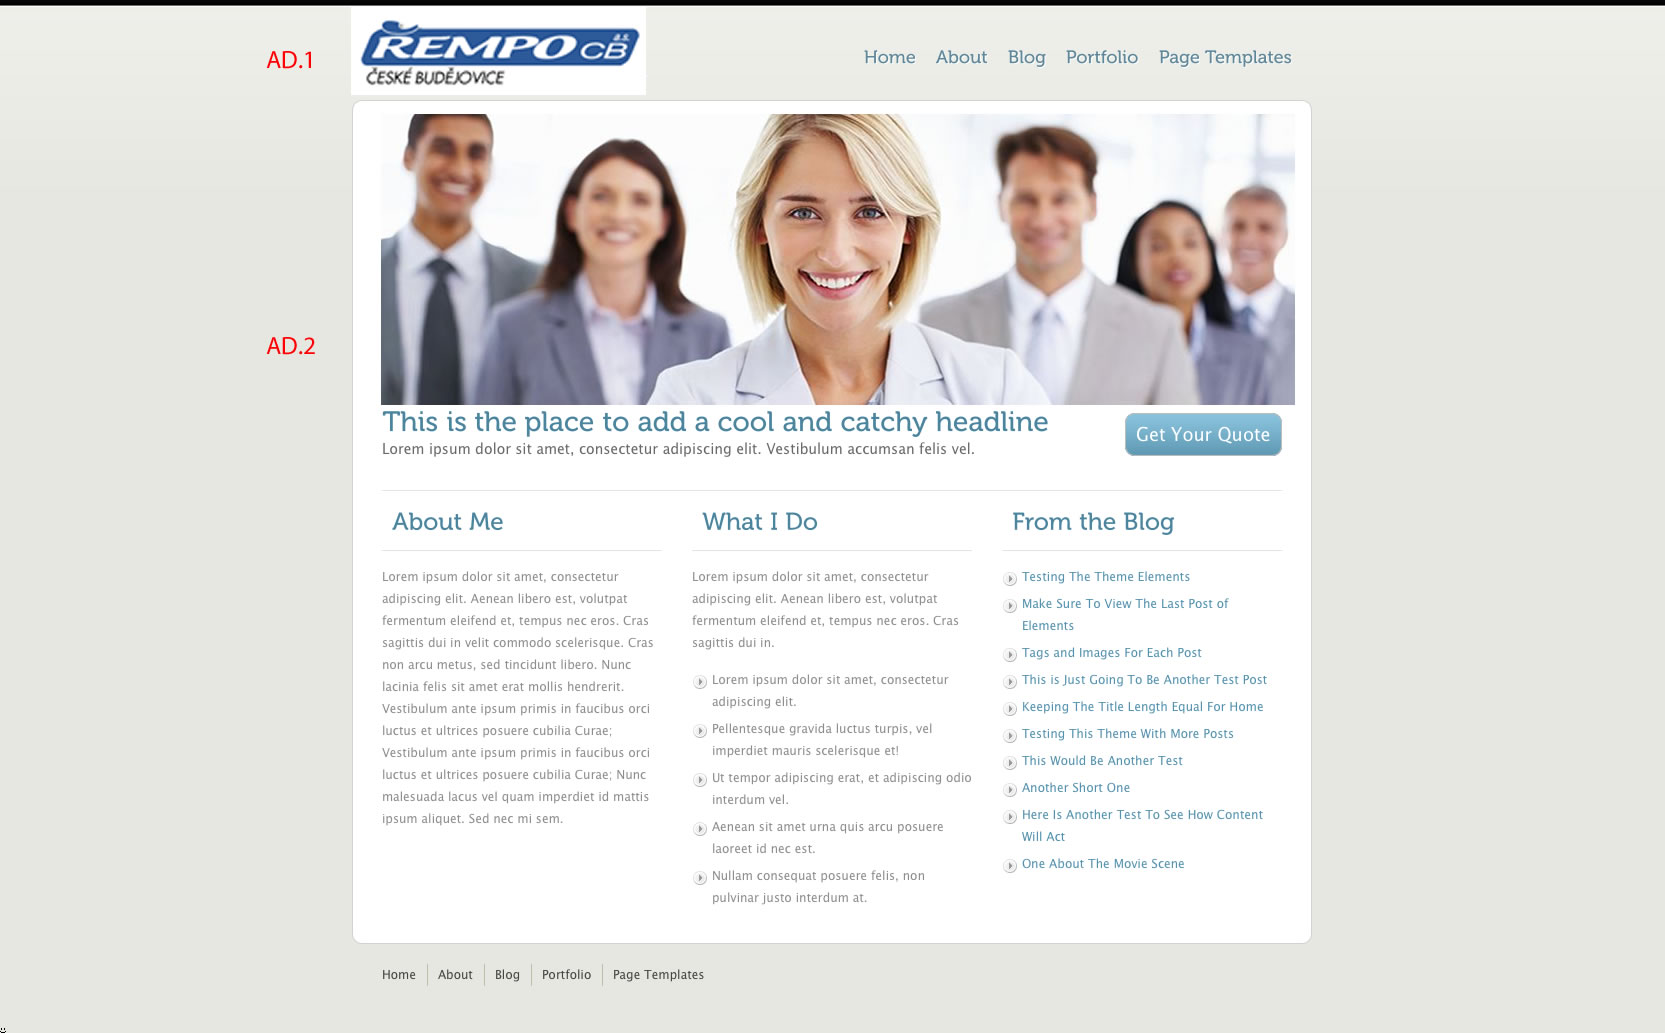 AD.1
ŘEMPO CB a.s.
ČESKÉ BUDĚJOVICE
Home About Blog Portfolio Page Templates
AD.2
This is the place to add a cool and catchy headline
Lorem ipsum dolor sit amet, consectetur adipiscing elit. Vestibulum accumsan felis vel.
Get Your Quote
About Me
Lorem ipsum dolor sit amet, consectetur
adipiscing elit. Aenean libero est, volutpat
fermentum eleifend et, tempus nec eros. Cras
sagittis dui in velit commodo scelerisque. Cras
non arcu metus, sed tincidunt libero. Nunc
lacinia felis sit amet erat mollis hendrerit.
Vestibulum ante ipsum primis in faucibus orci
luctus et ultrices posuere cubilia Curae;
Vestibulum ante ipsum primis in faucibus orci
luctus et ultrices posuere cubilia Curae; Nunc
malesuada lacus vel quam imperdiet id mattis
ipsum aliquet. Sed nec mi sem.
What I Do
Lorem ipsum dolor sit amet, consectetur
adipiscing elit. Aenean libero est, volutpat
fermentum eleifend et, tempus nec eros. Cras
sagittis dui in.
Lorem ipsum dolor sit amet, consectetur
adipiscing elit.
Pellentesque gravida luctus turpis, vel
imperdiet mauris scelerisque et!
Ut tempor adipiscing erat, et adipiscing odio
interdum vel.
Aenean sit amet urna quis arcu posuere
laoreet id nec est.
Nullam consequat posuere felis, non
pulvinar justo interdum at.
From the Blog
Testing The Theme Elements
Make Sure To View The Last Post of
Elements
Tags and Images For Each Post
This is Just Going To Be Another Test Post
Keeping The Title Length Equal For Home
Testing This Theme With More Posts
This Would Be Another Test
Another Short One
Here Is Another Test To See How Content
Will Act
One About The Movie Scene
Home About Blog Portfolio Page Templates